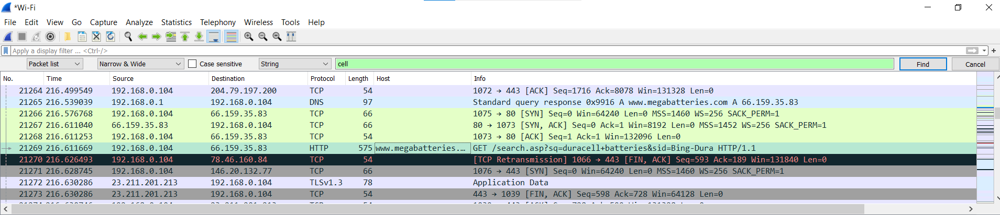 *Wi-Fi
File Edit View Go Capture Analyze Statistics Telephony Wireless Tools Help
Apply a display filter ... <Ctrl-/>
Packet list Narrow & Wide Case sensitive String cell Find Cancel
No. Time Source Destination Protocol Length Host Info
21264 216.499549 192.168.0.104 204.79.197.200 TCP 54 1072 → 443 [ACK] Seq=1716 Ack=8078 Win=131328 Len=0
21265 216.539039 192.168.0.1 192.168.0.104 DNS 97 Standard query response 0x9916 A www.megabatteries.com A 66.159.35.83
21266 216.576768 192.168.0.104 66.159.35.83 TCP 66 1075 → 80 [SYN] Seq=0 Win=64240 Len=0 MSS=1460 WS=256 SACK_PERM=1
21267 216.611040 66.159.35.83 192.168.0.104 TCP 66 80 → 1073 [SYN, ACK] Seq=0 Ack=1 Win=8192 Len=0 MSS=1452 WS=256 SACK_PERM=1
21268 216.611253 192.168.0.104 66.159.35.83 TCP 54 1073 → 80 [ACK] Seq=1 Ack=1 Win=132096 Len=0
21269 216.611669 192.168.0.104 66.159.35.83 HTTP 575 www.megabatteries.… GET /search.asp?sq=duracell+batteries&sid=Bing-Dura HTTP/1.1
21270 216.626493 192.168.0.104 78.46.160.84 TCP 54 [TCP Retransmission] 1066 → 443 [FIN, ACK] Seq=593 Ack=189 Win=131840 Len=0
21271 216.628745 192.168.0.104 146.20.132.77 TCP 66 1076 → 443 [SYN] Seq=0 Win=64240 Len=0 MSS=1460 WS=256 SACK_PERM=1
21272 216.630286 23.211.201.213 192.168.0.104 TLSv1.3 78 Application Data
21273 216.630286 23.211.201.213 192.168.0.104 TCP 54 443 → 1039 [FIN, ACK] Seq=598 Ack=728 Win=64128 Len=0